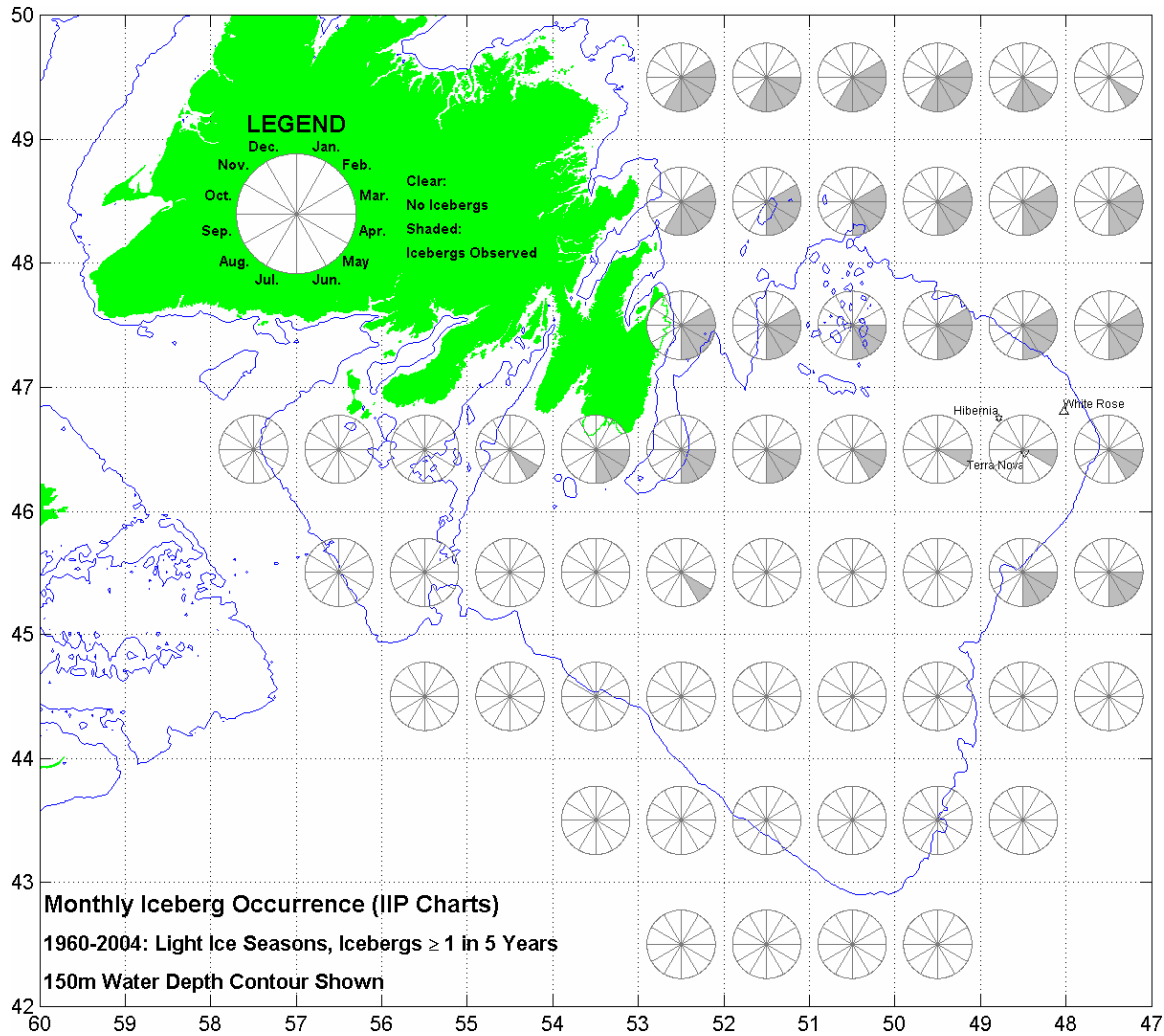 50
49
48
47
46
45
44
43
42
LEGEND
Dec.
Jan.
Nov.
Feb.
Oct.
Mar.
Sep.
Apr.
Aug.
May
Jul.
Jun.
Clear:
No Icebergs
Shaded:
Icebergs Observed
Hibernia
White Rose
Terra Nova
Monthly Iceberg Occurrence (IIP Charts)
1960-2004: Light Ice Seasons, Icebergs ≥ 1 in 5 Years
150m Water Depth Contour Shown
60 59 58 57 56 55 54 53 52 51 50 49 48 47